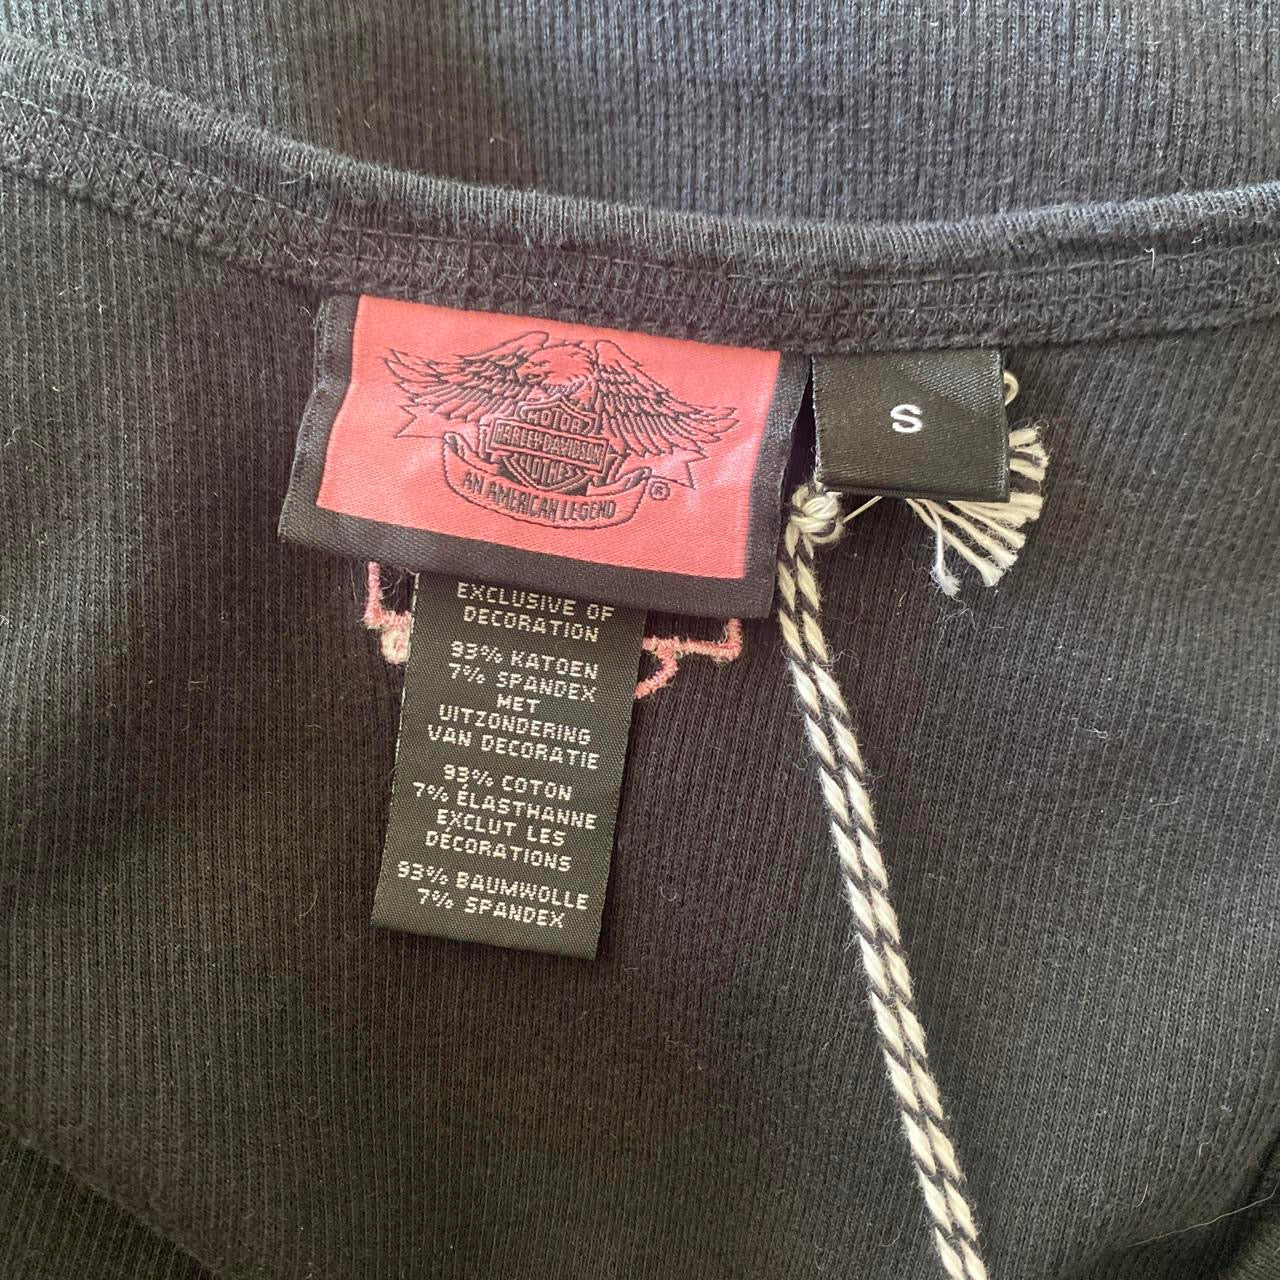 MOTOR
HARLEY-DAVIDSON
CLOTHES
AN AMERICAN LEGEND
®
S
EXCLUSIVE OF
DECORATION
93% KATOEN
7% SPANDEX
MET
UITZONDERING
VAN DECORATIE
93% COTON
7% ÉLASTHANNE
EXCLUT LES
DÉCORATIONS
93% BAUMWOLLE
7% SPANDEX